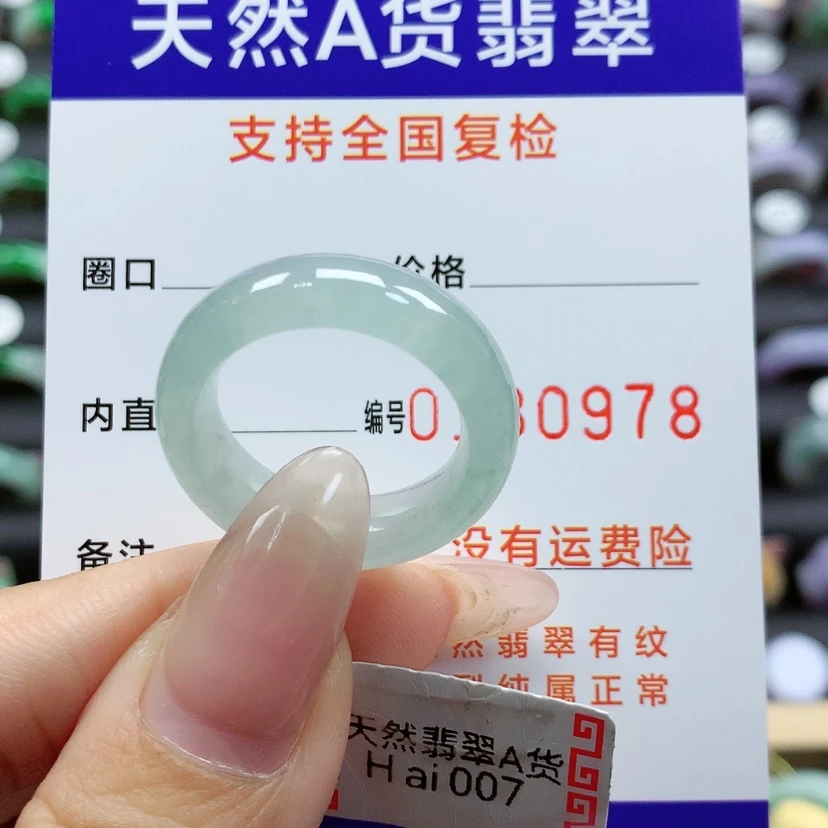 天然A货翡翠
支持全国复检
圈口 价格
内直 编号 0 30978
备注 没有运费险
然翡翠有纹
裂纯属正常
天然翡翠A货
Hai007